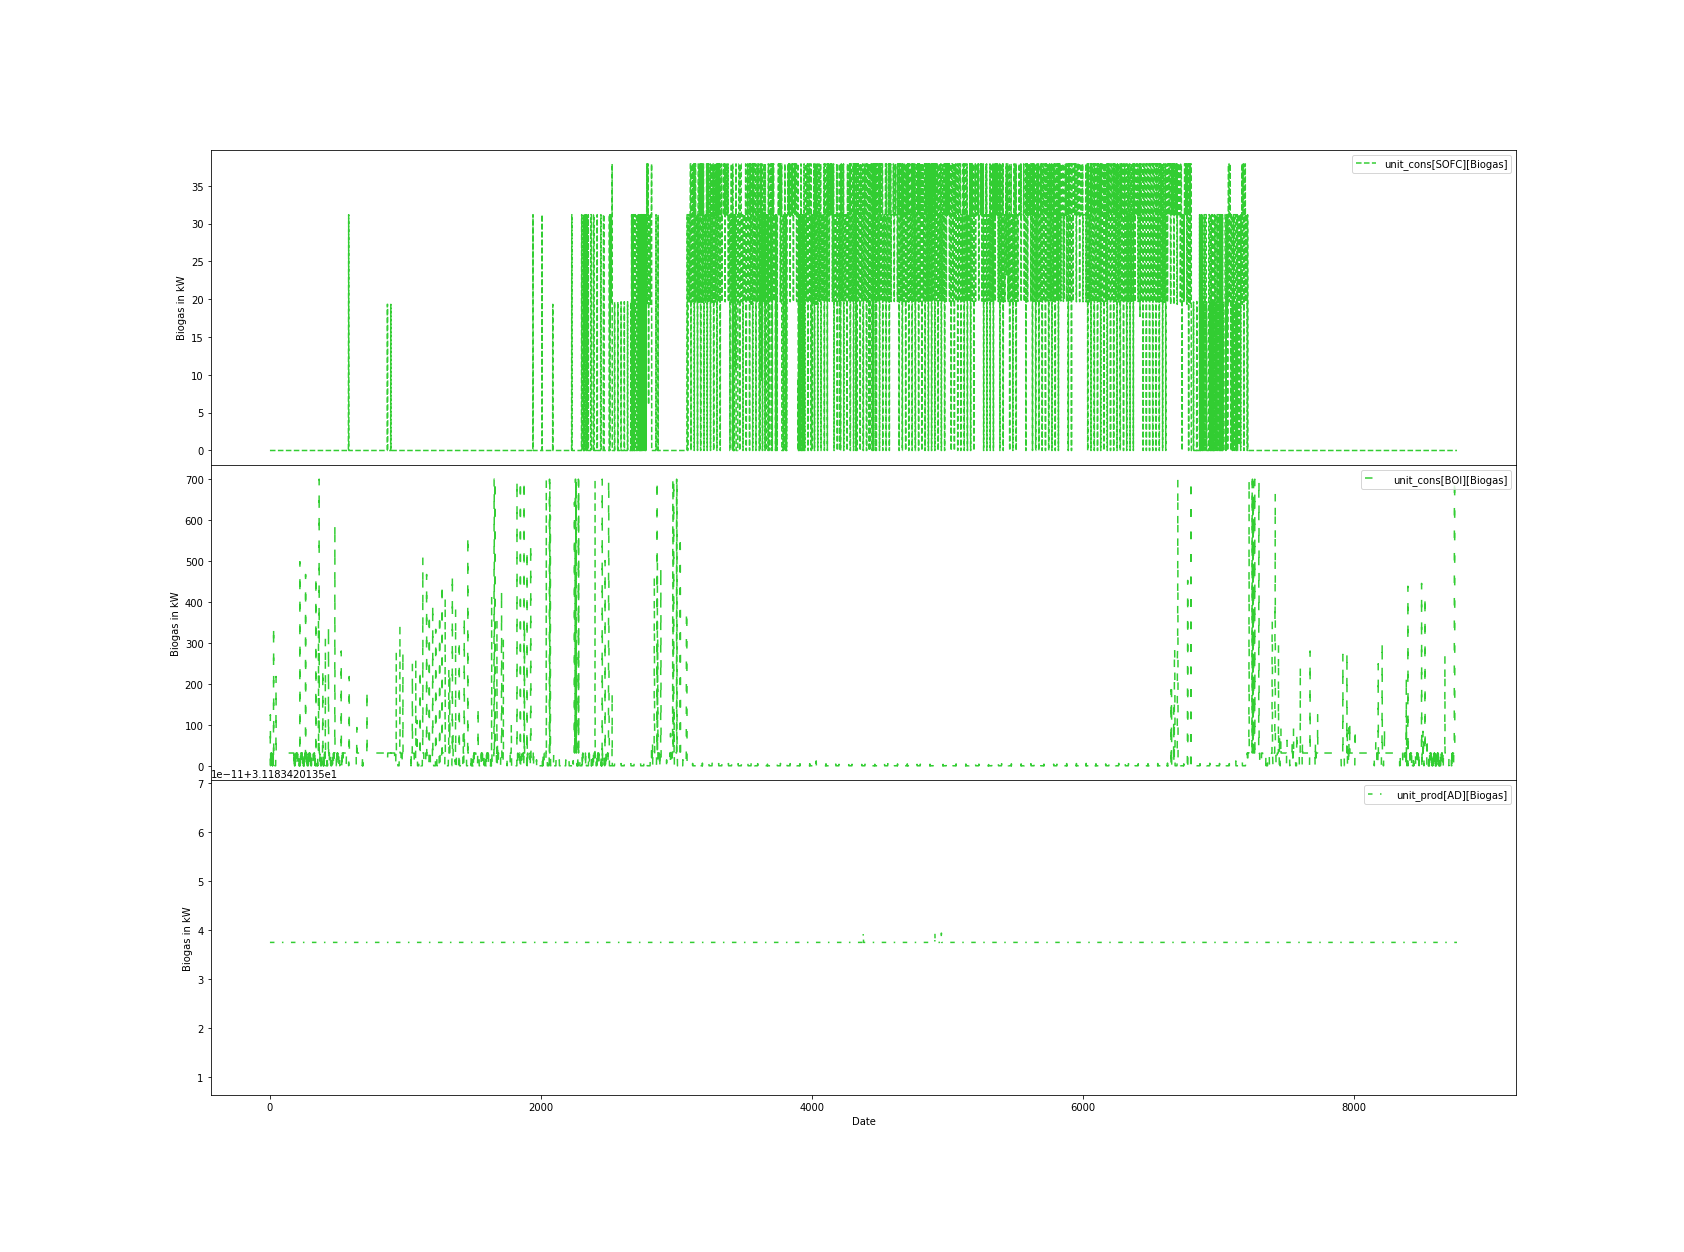 unit_cons[SOFC][Biogas]
35
30
25
20
15
10
5
0
Biogas in kW
unit_cons[BOI][Biogas]
700
600
500
400
300
200
100
0
Biogas in kW
1e−11+3.1183420135e1
unit_prod[AD][Biogas]
7
6
5
4
3
2
1
Biogas in kW
0 2000 4000 6000 8000
Date